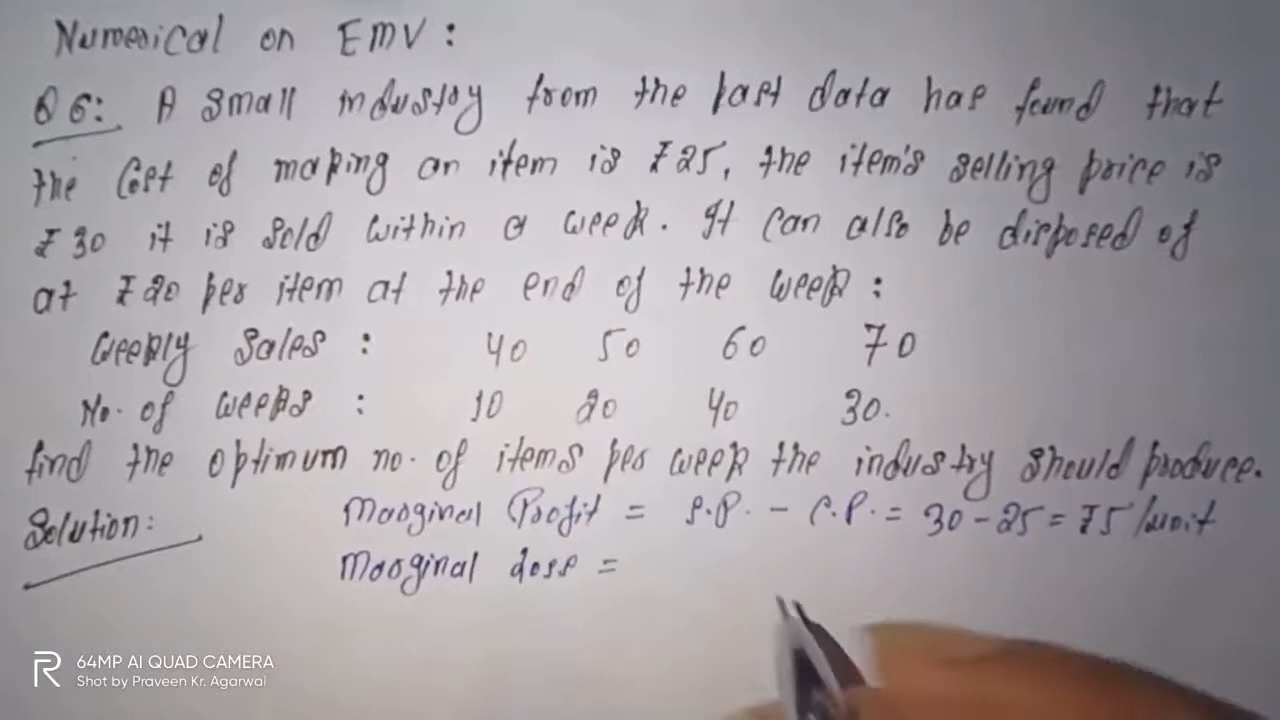 Numerical on EMV :
Q 6: A small industry from the past data has found that
the Cost of making an item is ₹25, the item's selling price is
₹30 it is sold within a week. It can also be disposed of
at ₹20 per item at the end of the week :
Weekly Sales : 40 50 60 70
No. of weeks : 10 20 40 30.
find the optimum no. of items per week the industry should produce.
Solution: Marginal Profit = S.P. - C.P. = 30 - 25 = ₹5/unit
Marginal Loss =
64MP AI QUAD CAMERA
Shot by Praveen Kr. Agarwal